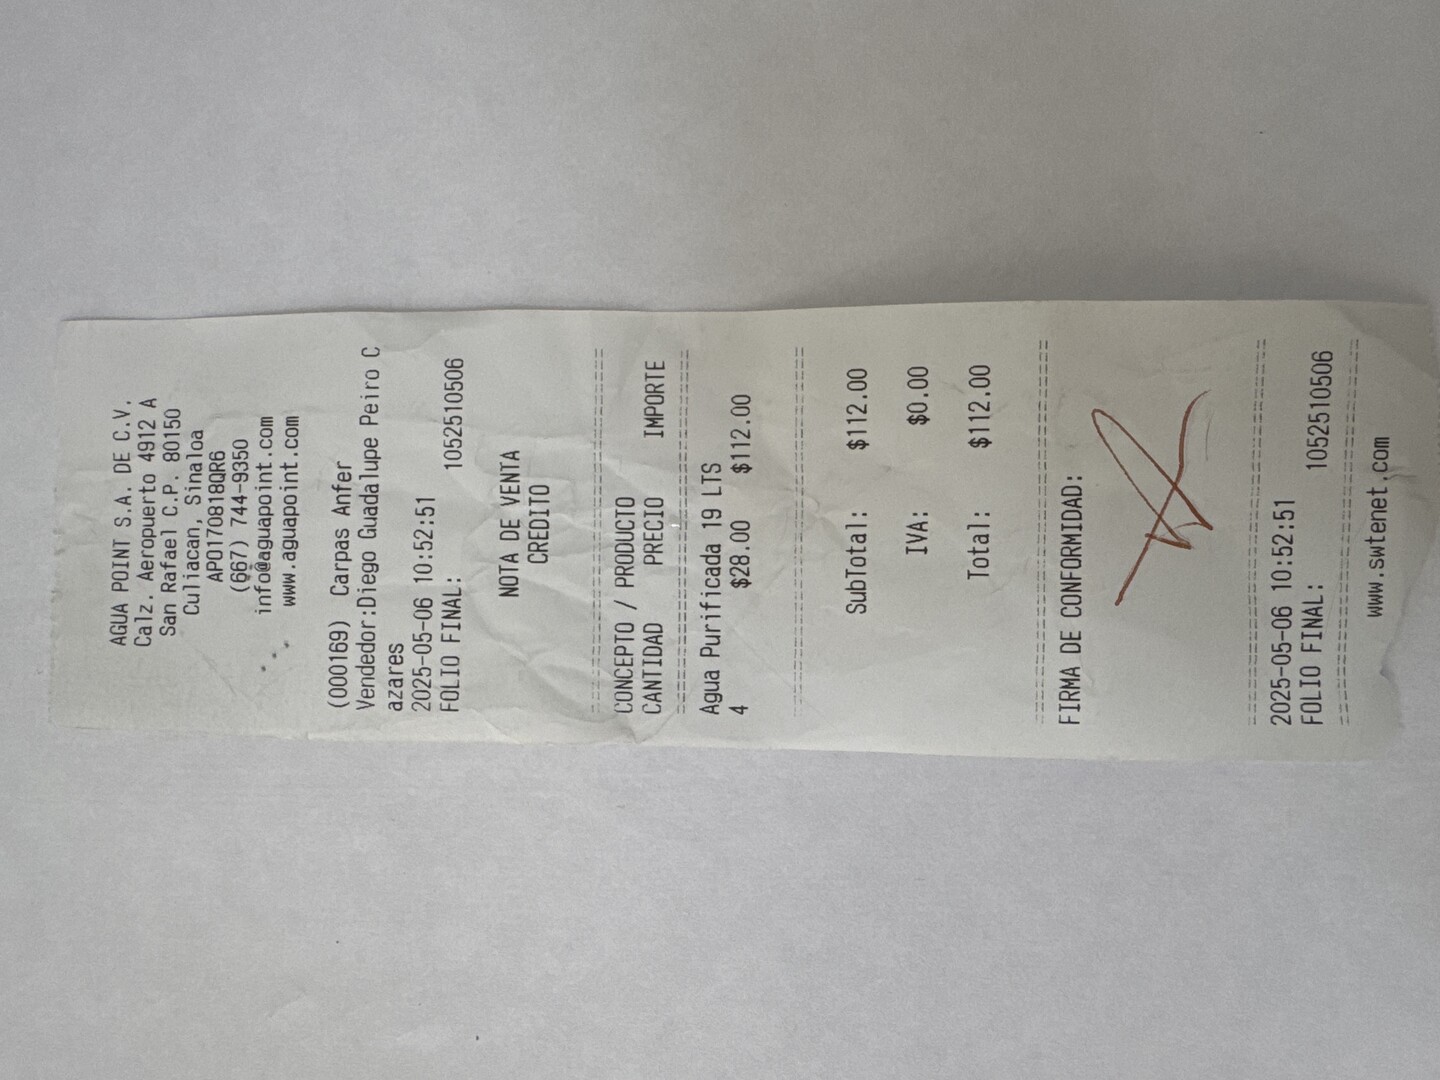 AGUA POINT S.A. DE C.V.
Calz. Aeropuerto 4912 A
San Rafael C.P. 80150
Culiacan, Sinaloa
APO170818QR6
(667) 744-9350
info@aguapoint.com
www.aguapoint.com
(000169) Carpas Anfer
Vendedor:Diego Guadalupe Peiro C
azares
2025-05-06 10:52:51
FOLIO FINAL: 1052510506
NOTA DE VENTA
CREDITO
CONCEPTO / PRODUCTO
CANTIDAD PRECIO IMPORTE
Agua Purificada 19 LTS
4 $28.00 $112.00
SubTotal: $112.00
IVA: $0.00
Total: $112.00
FIRMA DE CONFORMIDAD:
2025-05-06 10:52:51
FOLIO FINAL: 1052510506
www.swtenet.com